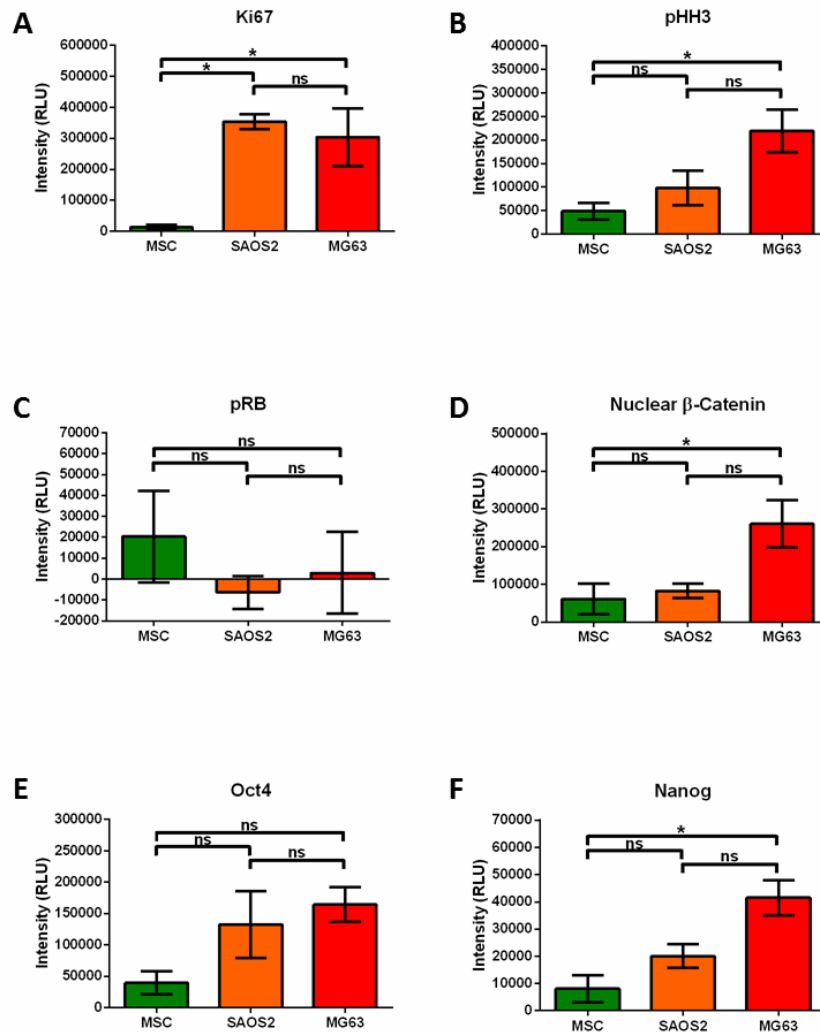 A
Ki67
Intensity (RLU)
600000
500000
400000
300000
200000
100000
0
*
*
ns
MSC SAOS2 MG63
B
pHH3
Intensity (RLU)
400000
350000
300000
250000
200000
150000
100000
50000
0
*
ns
ns
MSC SAOS2 MG63
C
pRB
Intensity (RLU)
70000
60000
50000
40000
30000
20000
10000
0
-10000
-20000
ns
ns
ns
MSC SAOS2 MG63
D
Nuclear β-Catenin
Intensity (RLU)
500000
400000
300000
200000
100000
0
*
ns
ns
MSC SAOS2 MG63
E
Oct4
Intensity (RLU)
300000
250000
200000
150000
100000
50000
0
ns
ns
ns
MSC SAOS2 MG63
F
Nanog
Intensity (RLU)
70000
60000
50000
40000
30000
20000
10000
0
*
ns
ns
MSC SAOS2 MG63